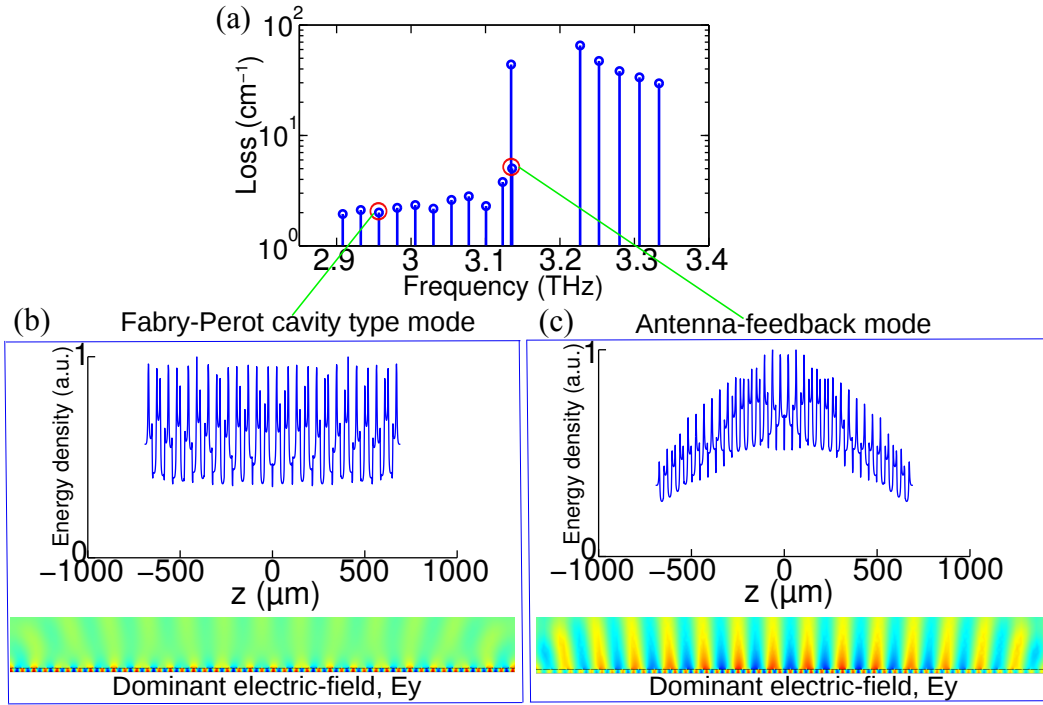 (a)
Loss (cm⁻¹)
10²
10¹
10⁰
2.9 3 3.1 3.2 3.3 3.4
Frequency (THz)
(b)
Fabry-Perot cavity type mode
Energy density (a.u.)
1
0
−1000 −500 0 500 1000
z (μm)
Dominant electric-field, Ey
(c)
Antenna-feedback mode
Energy density (a.u.)
1
0
−1000 −500 0 500 1000
z (μm)
Dominant electric-field, Ey